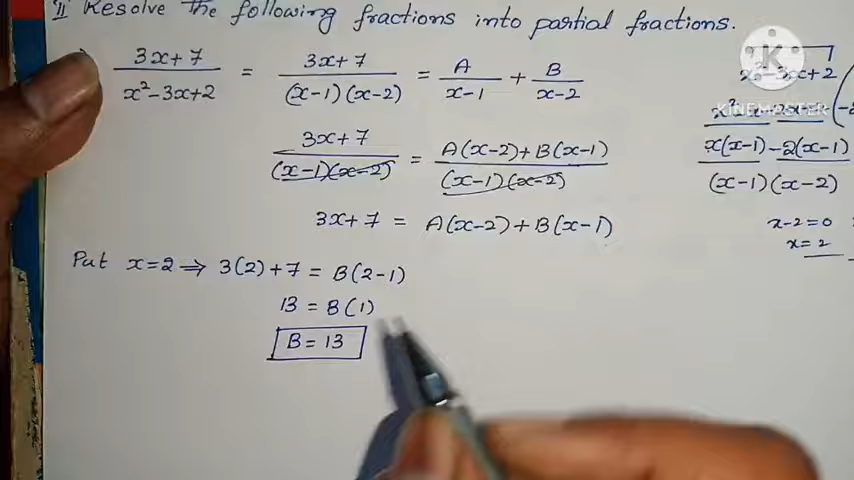 II Resolve the following fractions into partial fractions.
3x+7 / x²-3x+2 = 3x+7 / (x-1)(x-2) = A / x-1 + B / x-2
3x+7 / (x-1)(x-2) = A(x-2)+B(x-1) / (x-1)(x-2)
3x+7 = A(x-2)+B(x-1)
Put x=2 ⇒ 3(2)+7 = B(2-1)
13 = B(1)
B = 13
x²-3x+2
x(x-1)-2(x-1)
(x-1)(x-2)
x-2=0
x=2
KINEMASTER